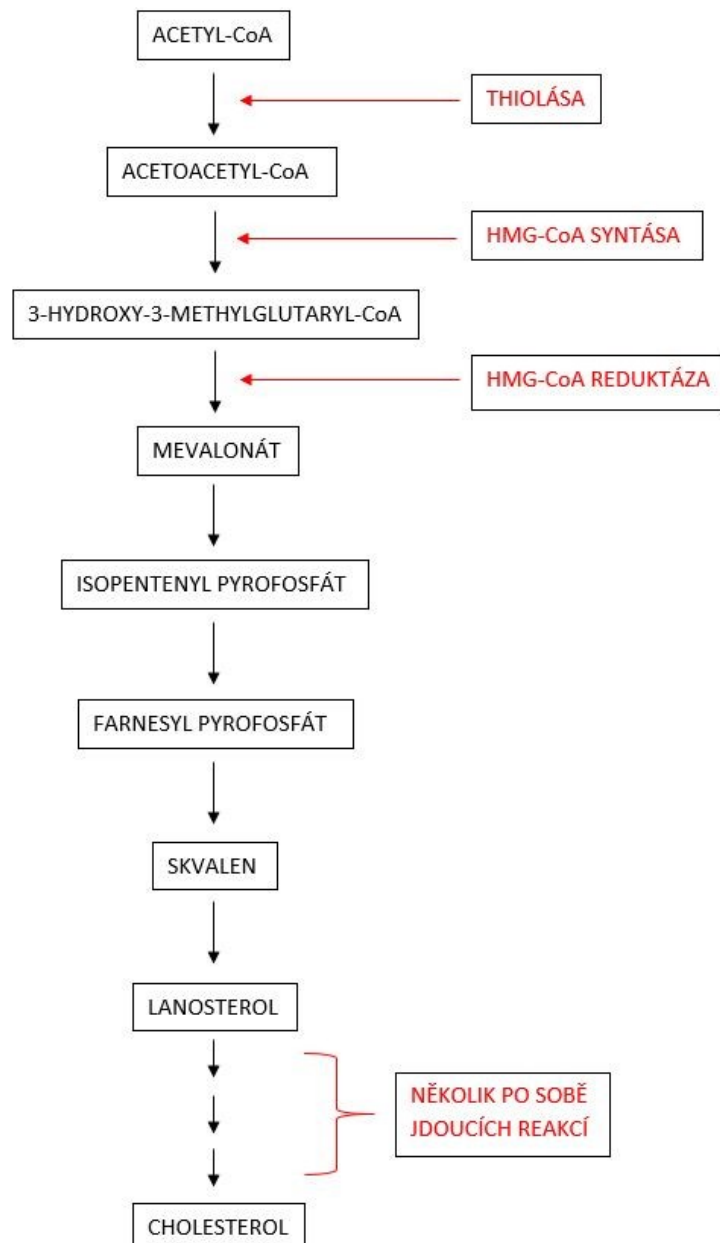 ACETYL-CoA
THIOLÁSA
ACETOACETYL-CoA
HMG-CoA SYNTÁSA
3-HYDROXY-3-METHYLGLUTARYL-CoA
HMG-CoA REDUKTÁZA
MEVALONÁT
ISOPENTENYL PYROFOSFÁT
FARNESYL PYROFOSFÁT
SKVALEN
LANOSTEROL
NĚKOLIK PO SOBĚ
JDOUCÍCH REAKCÍ
CHOLESTEROL